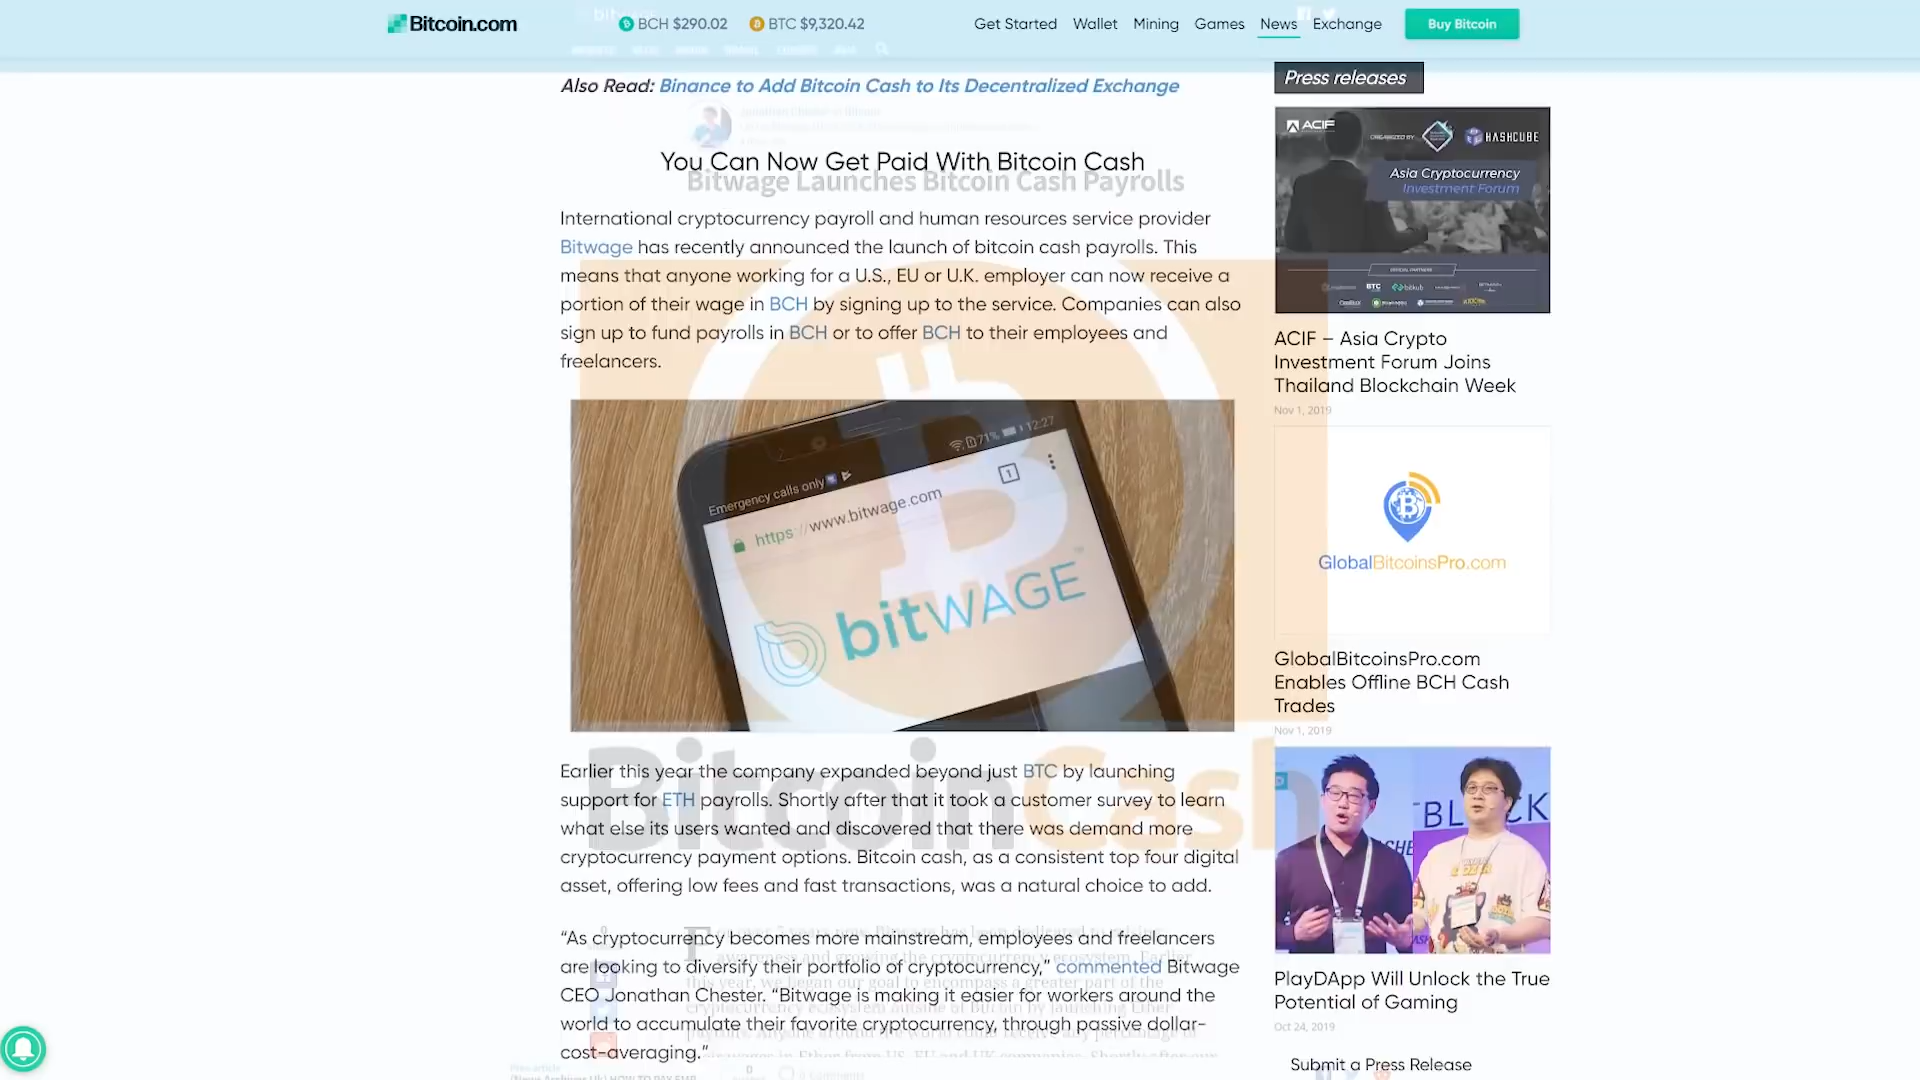 Bitcoin.com
BCH $290.02
BTC $9,320.42
Get Started
Wallet
Mining
Games
News
Exchange
Buy Bitcoin
Also Read: Binance to Add Bitcoin Cash to Its Decentralized Exchange
You Can Now Get Paid With Bitcoin Cash
Bitwage Launches Bitcoin Cash Payrolls
International cryptocurrency payroll and human resources service provider
Bitwage has recently announced the launch of bitcoin cash payrolls. This
means that anyone working for a U.S., EU or U.K. employer can now receive a
portion of their wage in BCH by signing up to the service. Companies can also
sign up to fund payrolls in BCH or to offer BCH to their employees and
freelancers.
Emergency calls only
71%
12:27
https://www.bitwage.com
1
bitWAGE
BitcoinCash
Earlier this year the company expanded beyond just BTC by launching
support for ETH payrolls. Shortly after that it took a customer survey to learn
what else its users wanted and discovered that there was demand more
cryptocurrency payment options. Bitcoin cash, as a consistent top four digital
asset, offering low fees and fast transactions, was a natural choice to add.
“As cryptocurrency becomes more mainstream, employees and freelancers
are looking to diversify their portfolio of cryptocurrency,” commented Bitwage
CEO Jonathan Chester. “Bitwage is making it easier for workers around the
world to accumulate their favorite cryptocurrency, through passive dollar-
cost-averaging.”
Press releases
ACIF
ORGANIZED BY
HASHCUBE
Asia Cryptocurrency
Investment Forum
ACIF – Asia Crypto
Investment Forum Joins
Thailand Blockchain Week
Nov 1, 2019
GlobalBitcoinsPro.com
GlobalBitcoinsPro.com
Enables Offline BCH Cash
Trades
Nov 1, 2019
PlayDApp Will Unlock the True
Potential of Gaming
Oct 24, 2019
Submit a Press Release